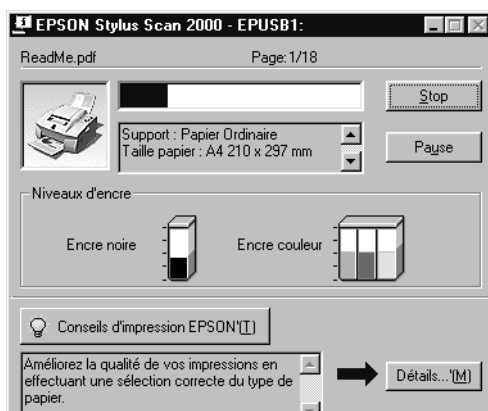 EPSON Stylus Scan 2000 - EPUSB1:
ReadMe.pdf Page: 1/18
Stop
Support : Papier Ordinaire
Taille papier : A4 210 x 297 mm
Pause
Niveaux d'encre
Encre noire Encre couleur
Conseils d'impression EPSON'(T)
Améliorez la qualité de vos impressions en
effectuant une sélection correcte du type de
papier.
Détails...'(M)